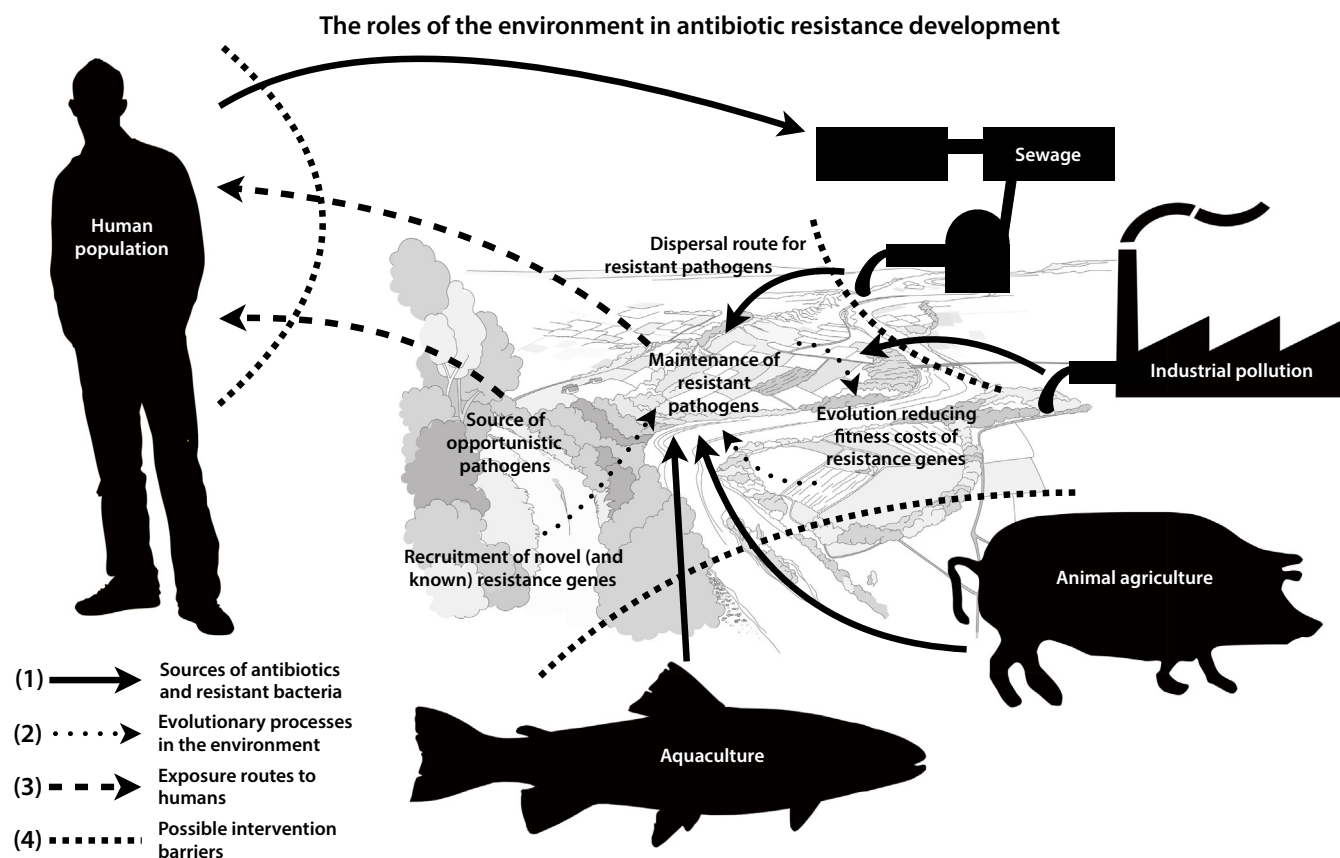 The roles of the environment in antibiotic resistance development
Sewage
Human
population
Dispersal route for
resistant pathogens
Maintenance of
resistant
pathogens
Industrial pollution
Source of
opportunistic
pathogens
Evolution reducing
fitness costs of
resistance genes
Recruitment of novel (and
known) resistance genes
Animal agriculture
Aquaculture
(1) Sources of antibiotics
and resistant bacteria
(2) Evolutionary processes
in the environment
(3) Exposure routes to
humans
(4) Possible intervention
barriers